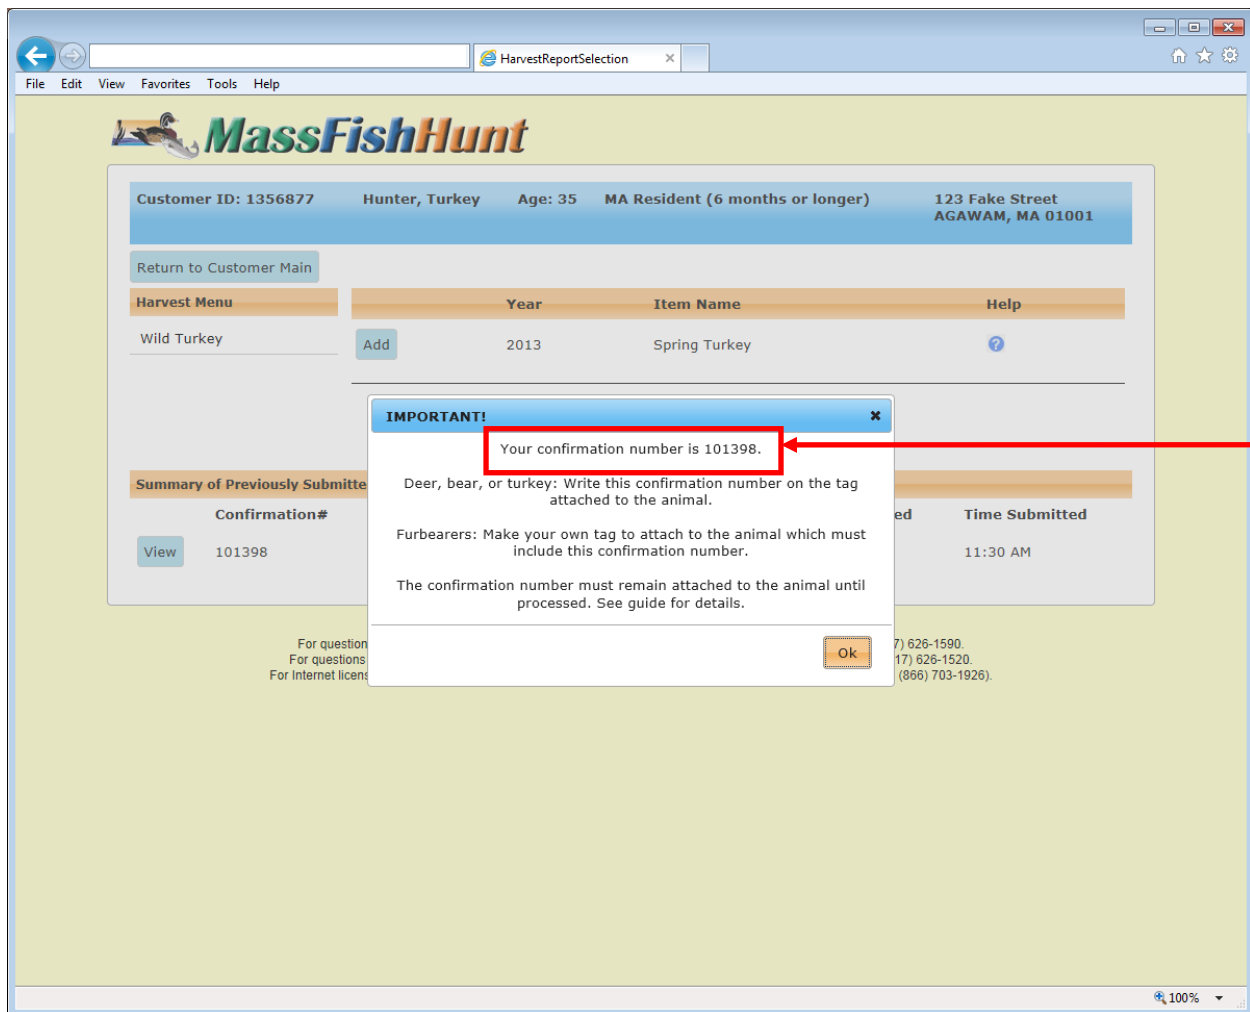 HarvestReportSelection
File Edit View Favorites Tools Help
MassFishHunt
Customer ID: 1356877 Hunter, Turkey Age: 35 MA Resident (6 months or longer) 123 Fake Street
AGAWAM, MA 01001
Return to Customer Main
Harvest Menu Year Item Name Help
Wild Turkey Add 2013 Spring Turkey
IMPORTANT!
Your confirmation number is 101398.
Deer, bear, or turkey: Write this confirmation number on the tag
attached to the animal.
Furbearers: Make your own tag to attach to the animal which must
include this confirmation number.
The confirmation number must remain attached to the animal until
processed. See guide for details.
Ok
Summary of Previously Submitte
Confirmation# ed Time Submitted
View 101398 11:30 AM
For question 7) 626-1590.
For questions 17) 626-1520.
For Internet licens (866) 703-1926).
100%